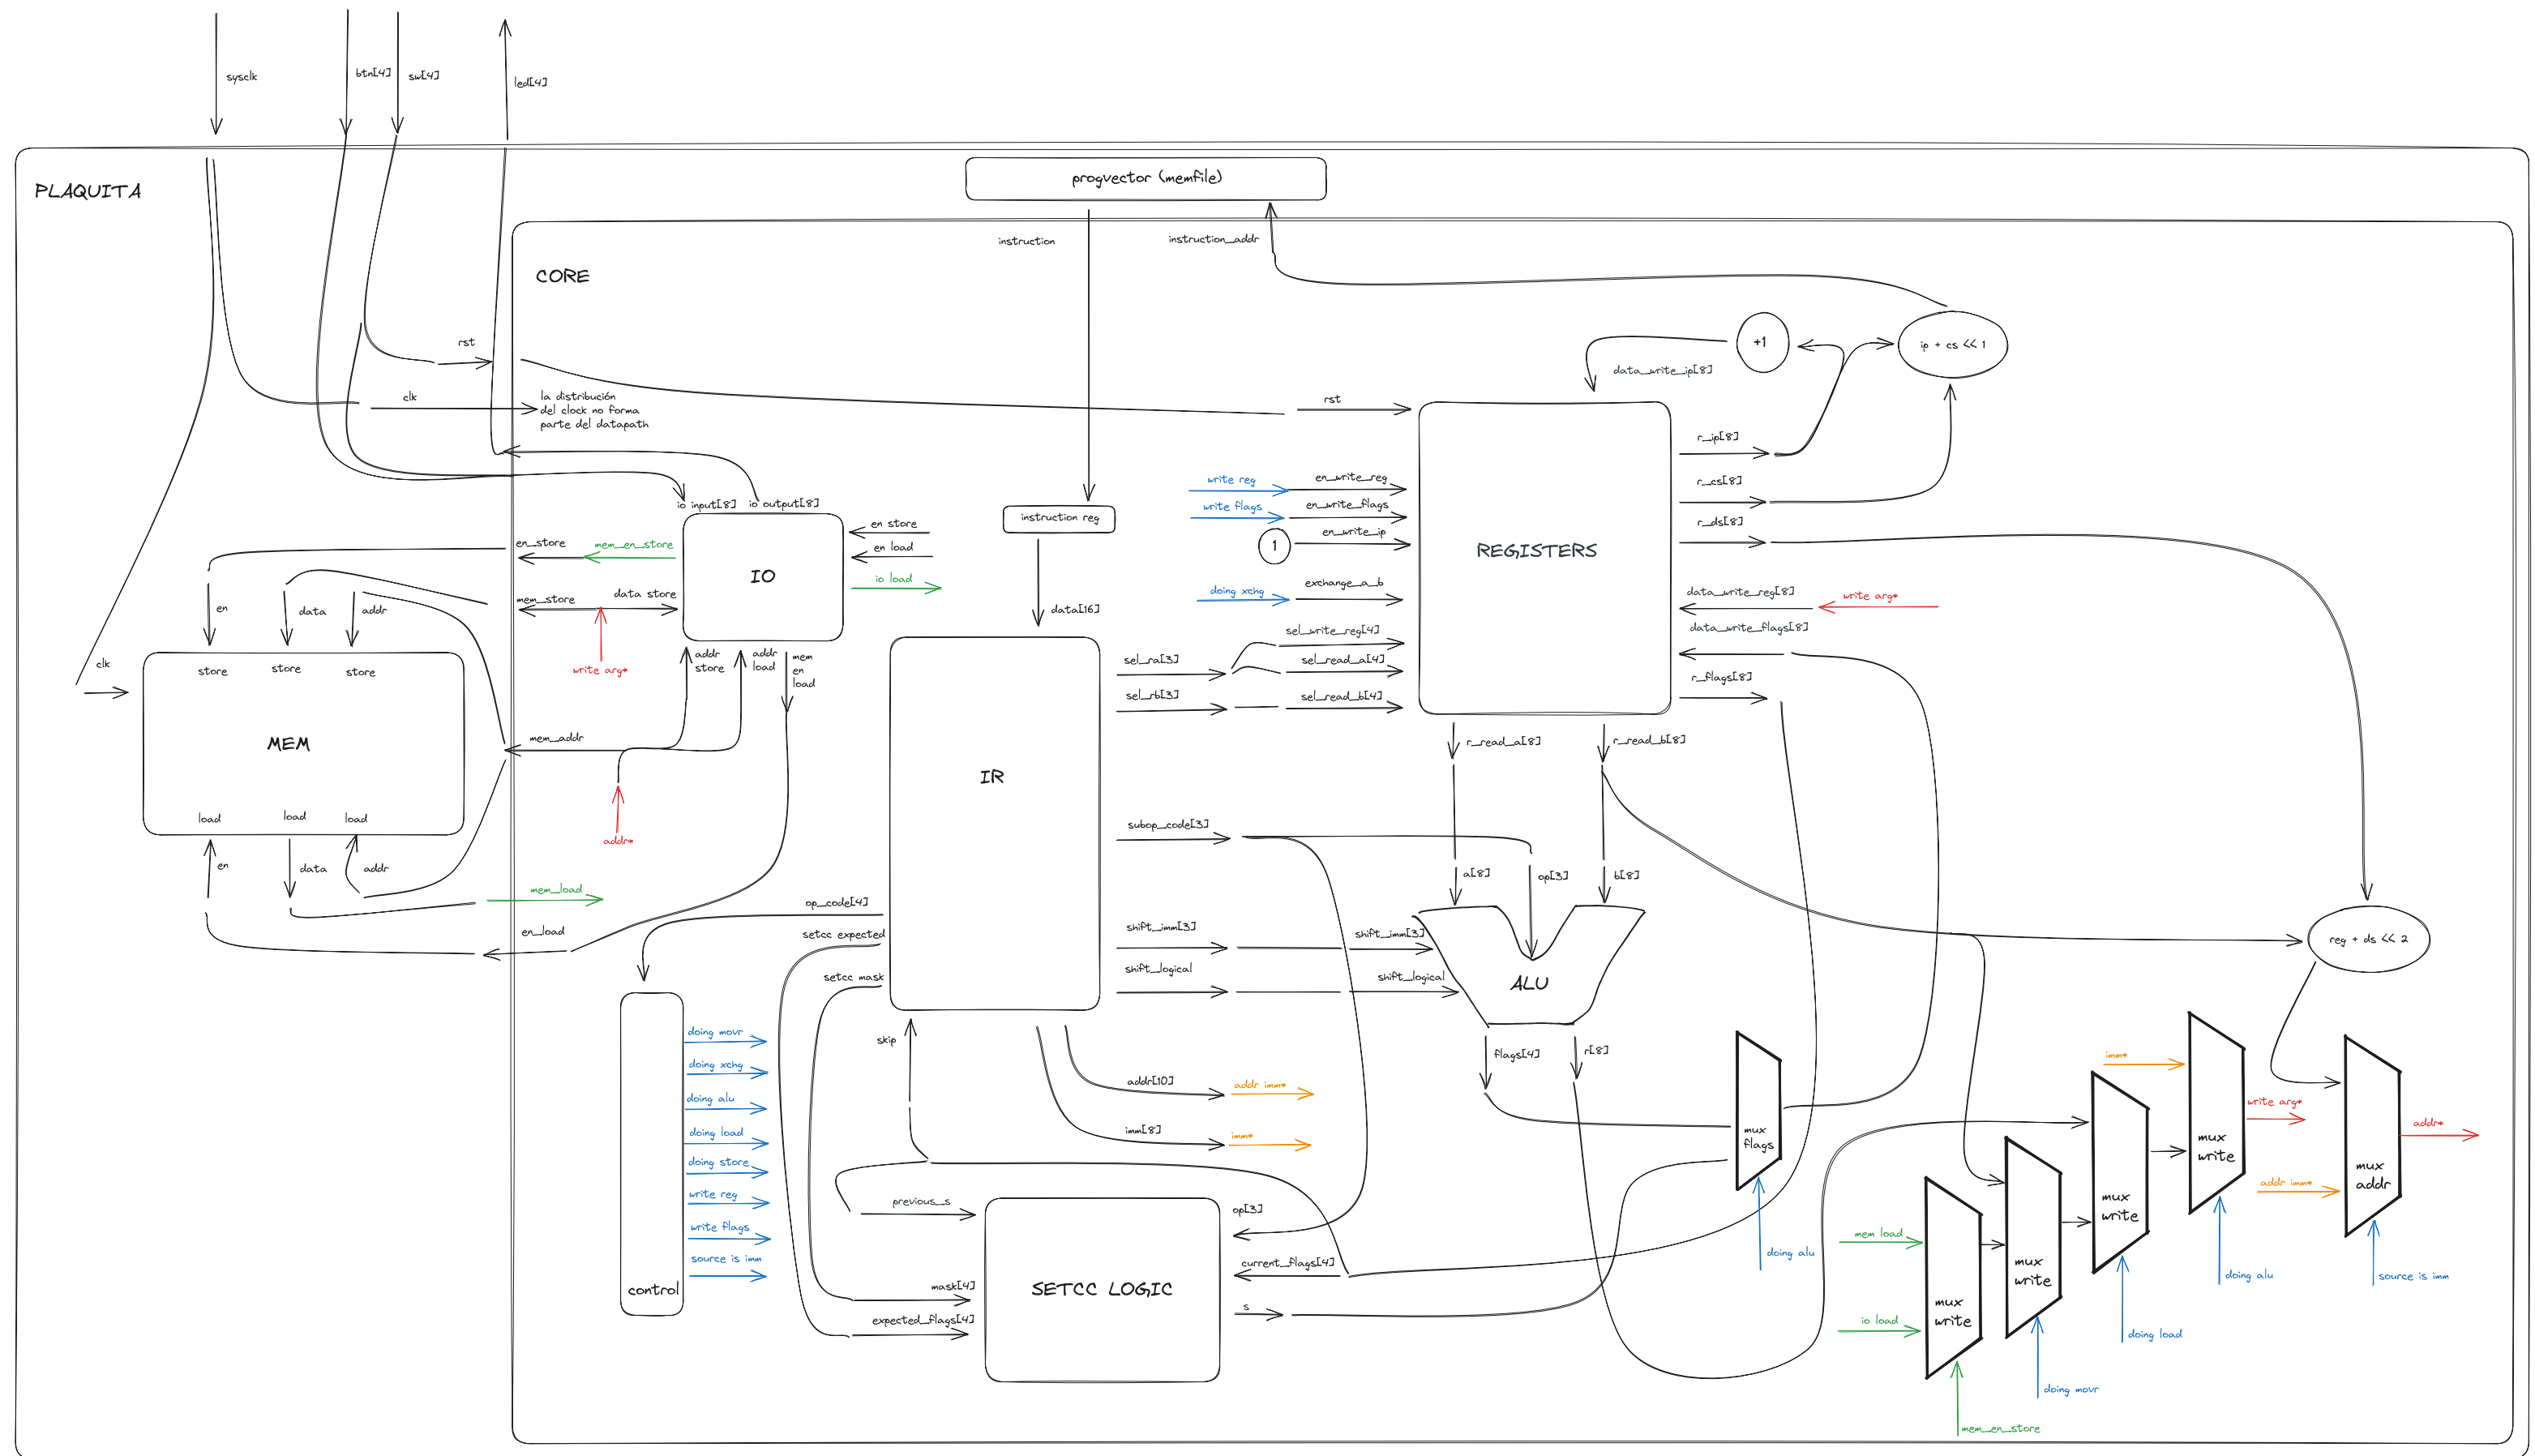 sysclk
btn[4]
sw[4]
led[4]
PLAQUITA
progvector (memfile)
instruction
instruction_addr
CORE
rst
clk
la distribución
del clock no forma
parte del datapath
+1
ip + cs << 1
data_write_ip[8]
rst
r_ip[8]
r_cs[8]
r_ds[8]
write reg
en_write_reg
write flags
en_write_flags
1
en_write_ip
doing xchg
exchange_a_b
REGISTERS
data_write_reg[8]
write arg*
data_write_flags[8]
r_flags[8]
io input[8]
io output[8]
en store
en load
io load
IO
instruction reg
data[16]
en_store
mem_en_store
mem_store
data store
write arg*
addr
store
addr
load
mem
en
load
en
data
addr
clk
store
store
store
MEM
load
load
load
en
data
addr
mem_addr
addr*
mem_load
en_load
sel_ra[3]
sel_rb[3]
sel_write_reg[4]
sel_read_a[4]
sel_read_b[4]
IR
r_read_a[8]
r_read_b[8]
subop_code[3]
a[8]
op[3]
b[8]
op_code[4]
setcc expected
setcc mask
shift_imm[3]
shift_imm[3]
shift_logical
shift_logical
ALU
reg + ds << 2
skip
flags[4]
r[8]
addr[10]
addr imm*
imm[8]
imm*
doing movr
doing xchg
doing alu
doing load
doing store
write reg
write flags
source is imm
control
previous_s
op[3]
current_flags[4]
mask[4]
expected_flags[4]
s
SETCC LOGIC
mux
flags
doing alu
mem load
io load
mux
write
mem_en_store
mux
write
doing movr
mux
write
doing load
imm*
mux
write
write arg*
doing alu
addr imm*
mux
addr
addr*
source is imm